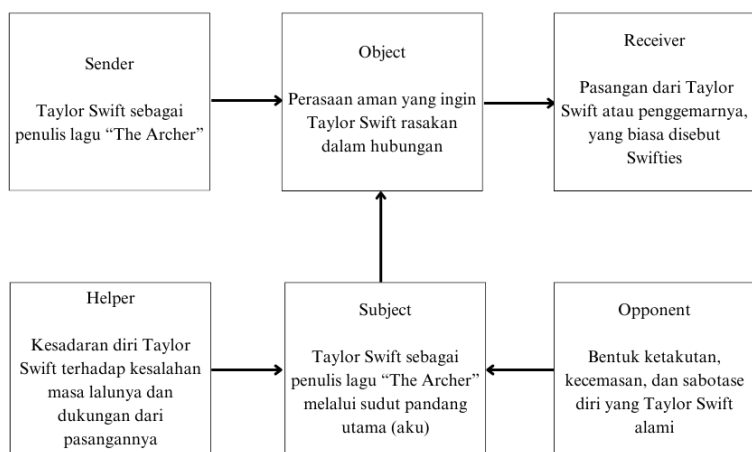 Sender
Taylor Swift sebagai
penulis lagu “The Archer”
Object
Perasaan aman yang ingin
Taylor Swift rasakan
dalam hubungan
Receiver
Pasangan dari Taylor
Swift atau penggemarnya,
yang biasa disebut
Swifties
Helper
Kesadaran diri Taylor
Swift terhadap kesalahan
masa lalunya dan
dukungan dari
pasangannya
Subject
Taylor Swift sebagai
penulis lagu “The Archer”
melalui sudut pandang
utama (aku)
Opponent
Bentuk ketakutan,
kecemasan, dan sabotase
diri yang Taylor Swift
alami